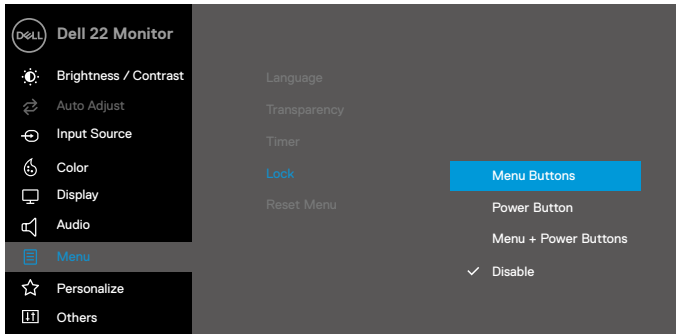 DELL
Dell 22 Monitor
Brightness / Contrast
Auto Adjust
Input Source
Color
Display
Audio
Menu
Personalize
Others
Language
Transparency
Timer
Lock
Reset Menu
Menu Buttons
Power Button
Menu + Power Buttons
Disable